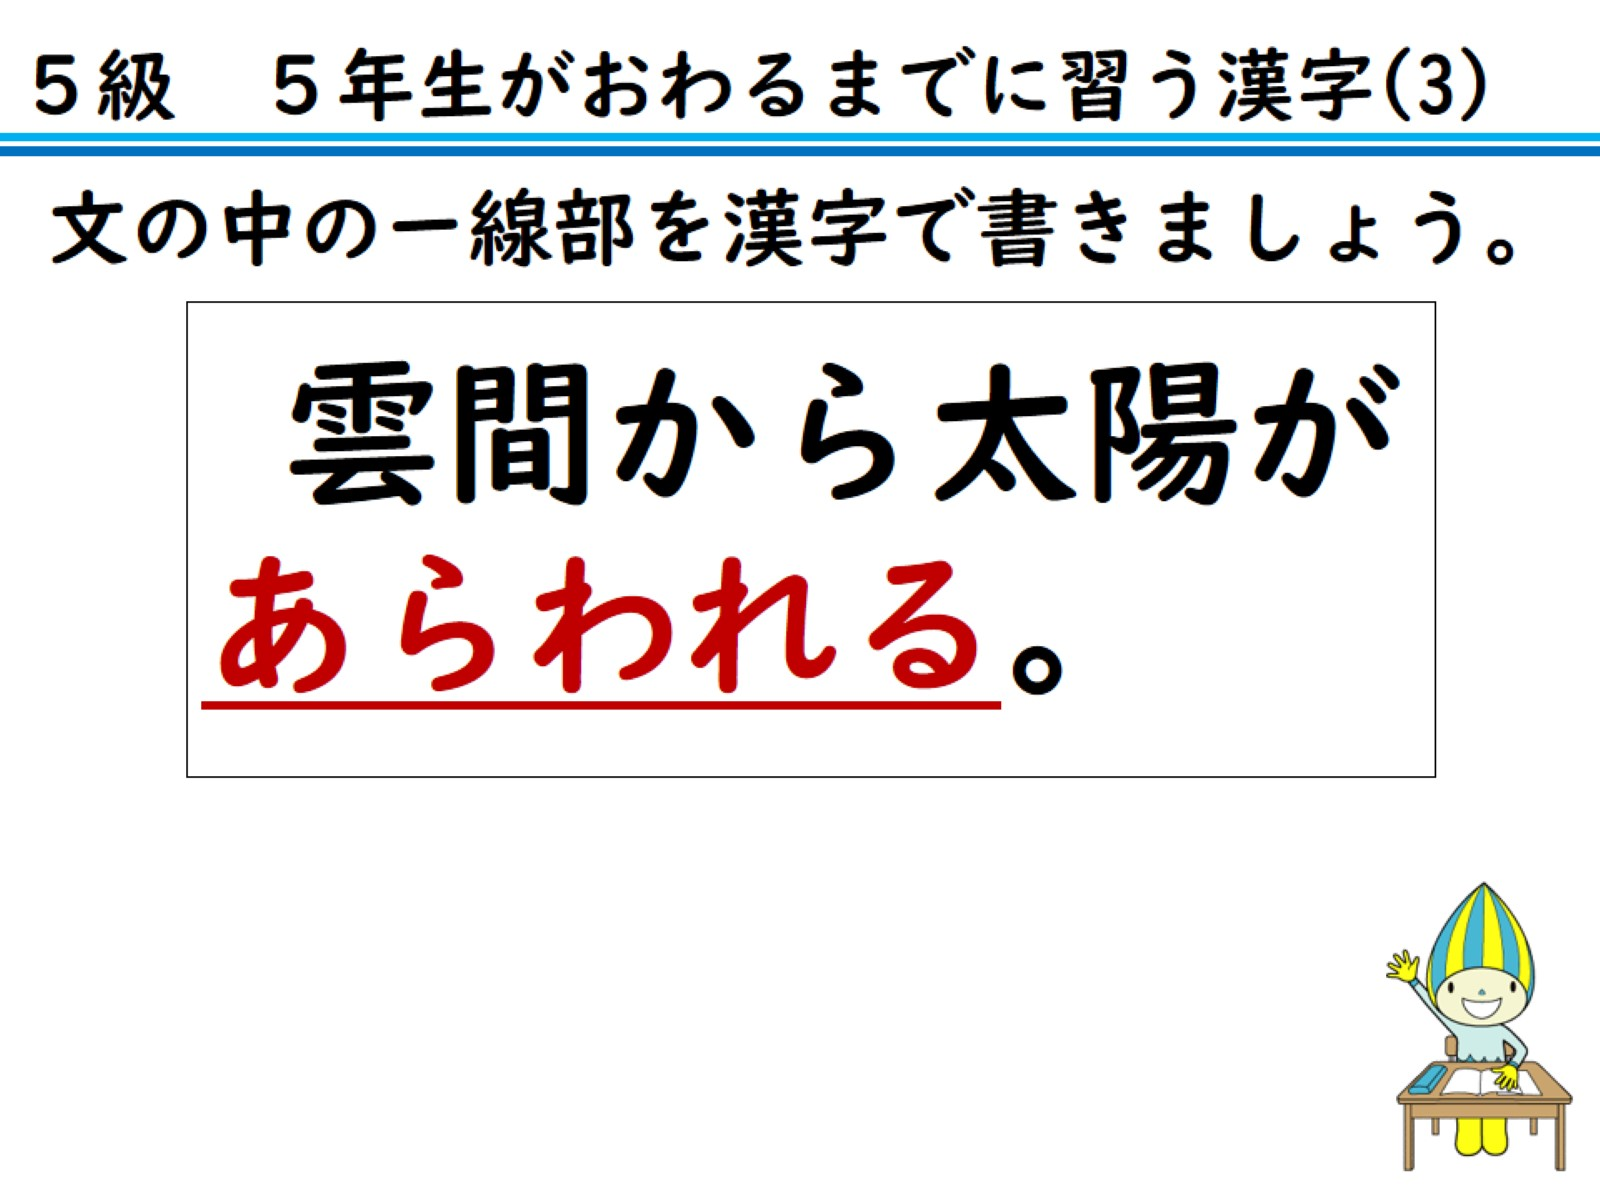 ５級　５年生がおわるまでに習う漢字(3)
文の中の一線部を漢字で書きましょう。
雲間から太陽が
あらわれる。